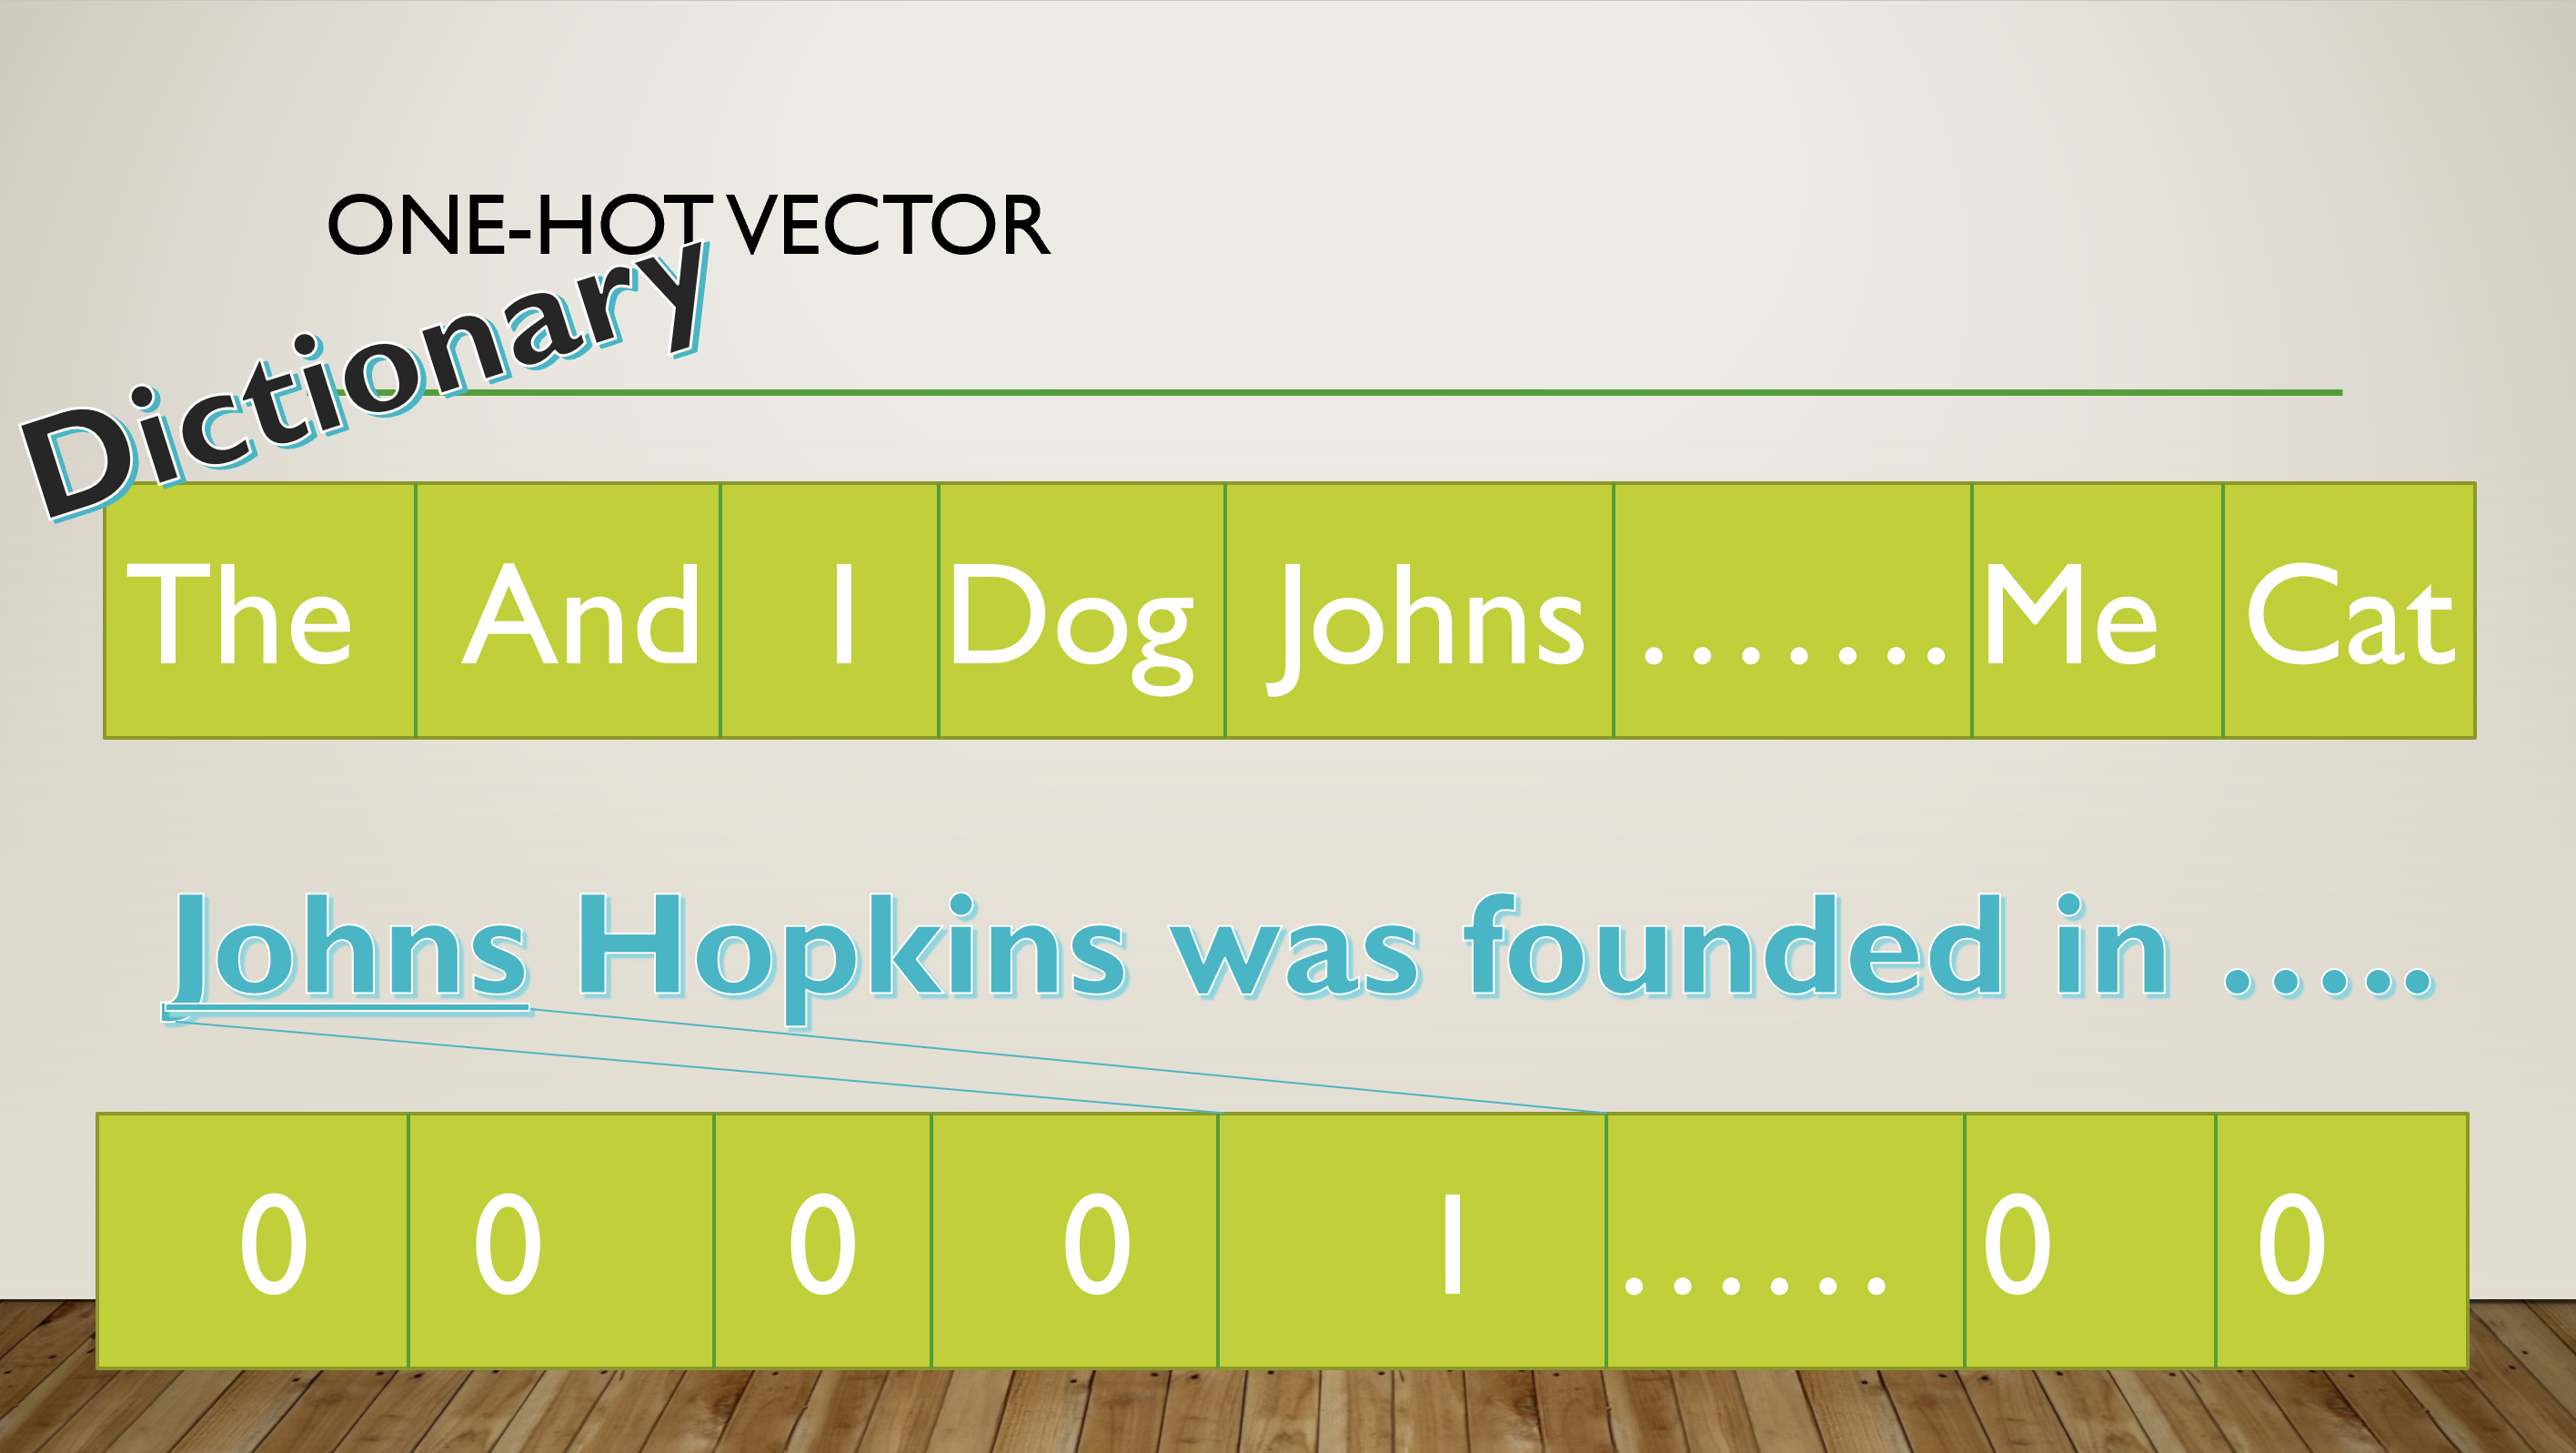 ONE-HOT VECTOR
Dictionary
The And I Dog Johns ....... Me Cat
Johns Hopkins was founded in .....
0 0 0 0 1 ...... 0 0